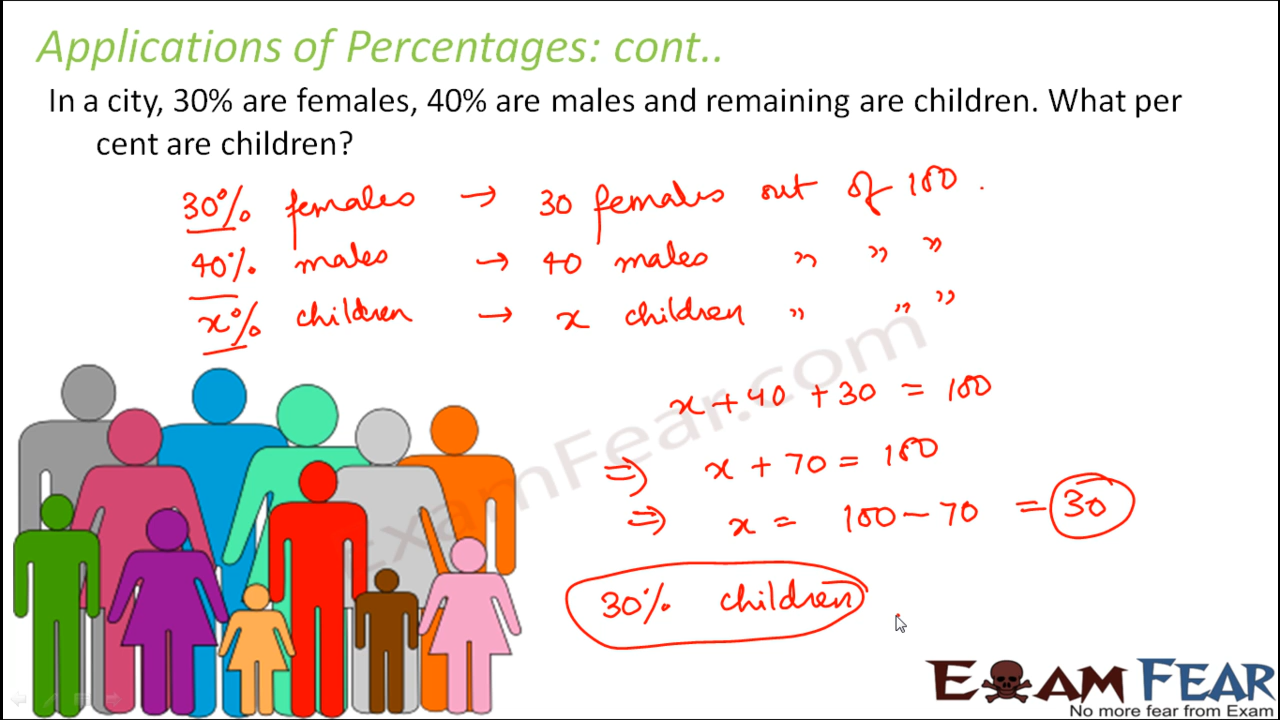 Applications of Percentages: cont..
In a city, 30% are females, 40% are males and remaining are children. What per
cent are children?
30% females → 30 females out of 100.
40% males → 40 males " " "
x% children → x children " " "
x + 40 + 30 = 100
⇒ x + 70 = 100
⇒ x = 100 - 70 = 30
30% children
ExamFear.com
EXAM FEAR
No more fear from Exam